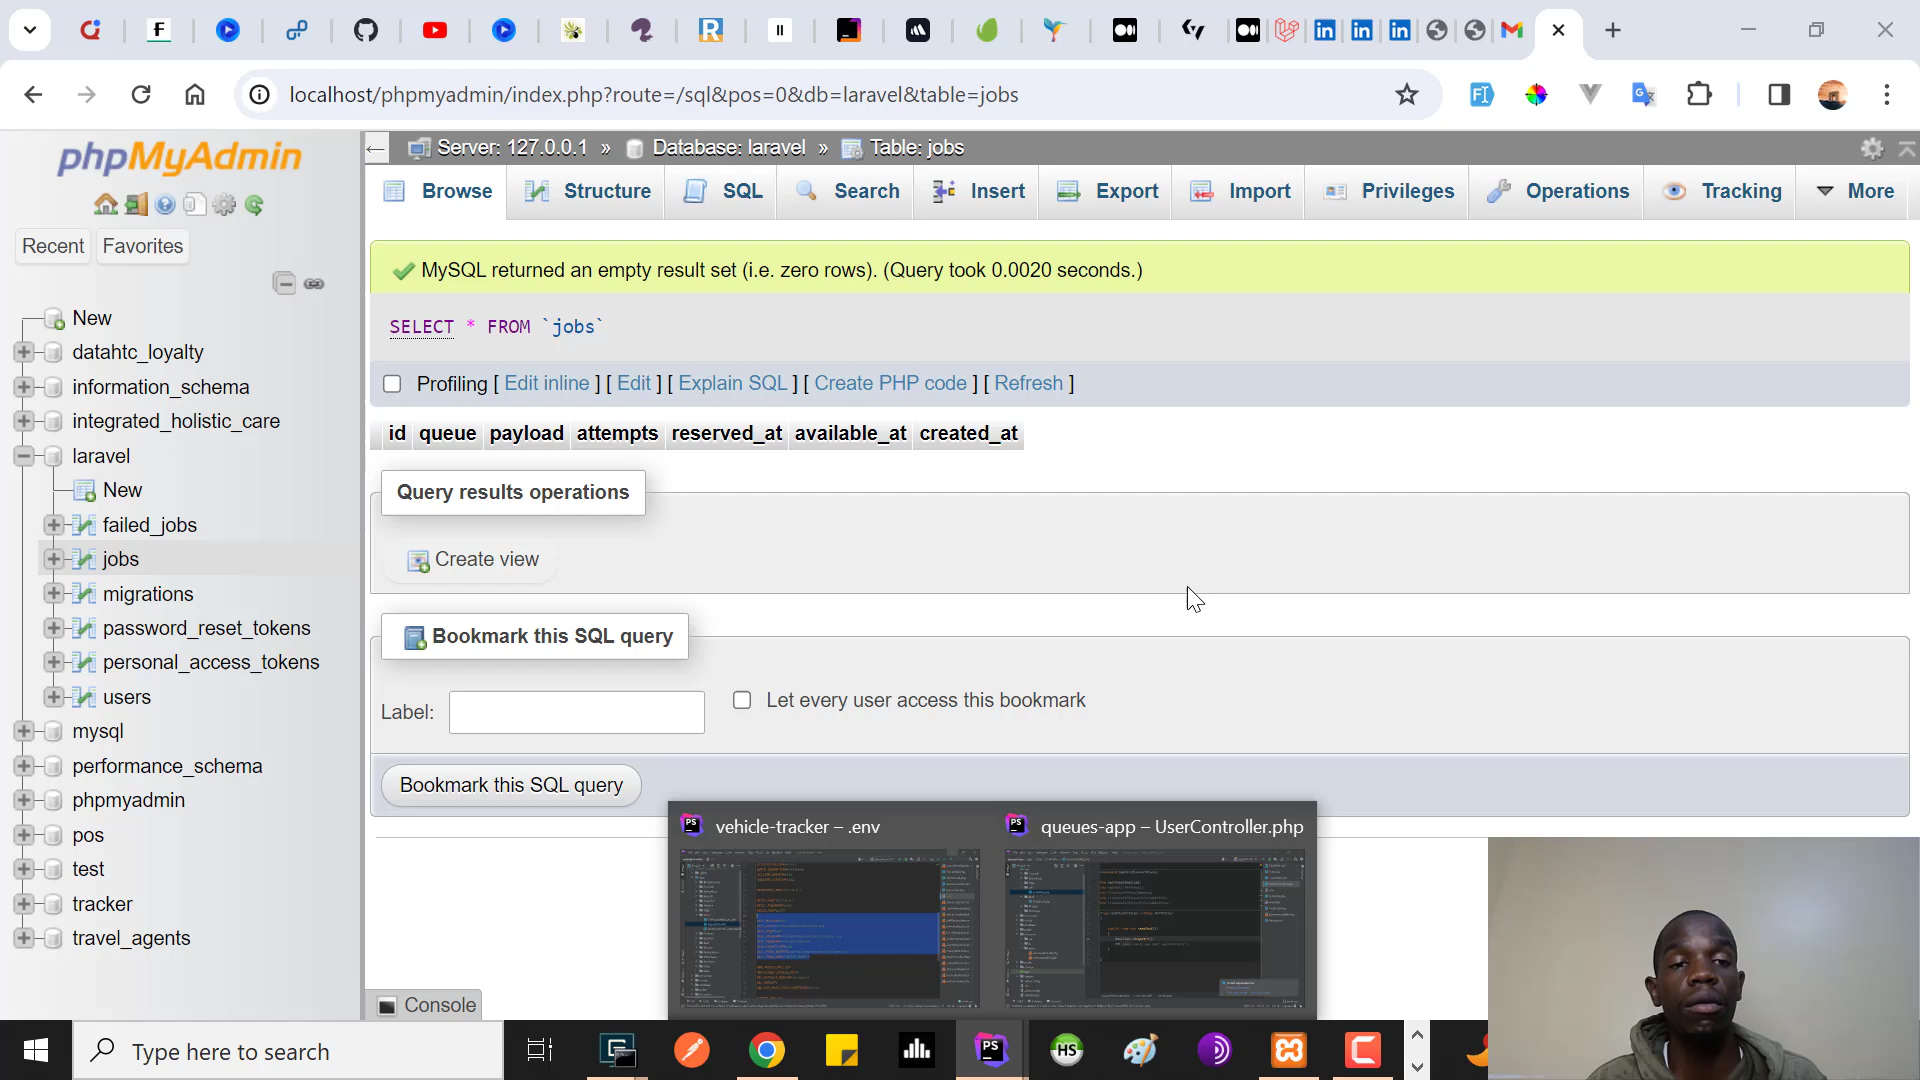 localhost/phpmyadmin/index.php?route=/sql&pos=0&db=laravel&table=jobs
phpMyAdmin
Recent Favorites
New
datahtc_loyalty
information_schema
integrated_holistic_care
laravel
New
failed_jobs
jobs
migrations
password_reset_tokens
personal_access_tokens
users
mysql
performance_schema
phpmyadmin
pos
test
tracker
travel_agents
Server: 127.0.0.1 » Database: laravel » Table: jobs
Browse Structure SQL Search Insert Export Import Privileges Operations Tracking More
MySQL returned an empty result set (i.e. zero rows). (Query took 0.0020 seconds.)
SELECT * FROM `jobs`
Profiling [ Edit inline ] [ Edit ] [ Explain SQL ] [ Create PHP code ] [ Refresh ]
id queue payload attempts reserved_at available_at created_at
Query results operations
Create view
Bookmark this SQL query
Label: Let every user access this bookmark
Bookmark this SQL query
Console
PS vehicle-tracker – .env
PS queues-app – UserController.php
Type here to search
PS
HS